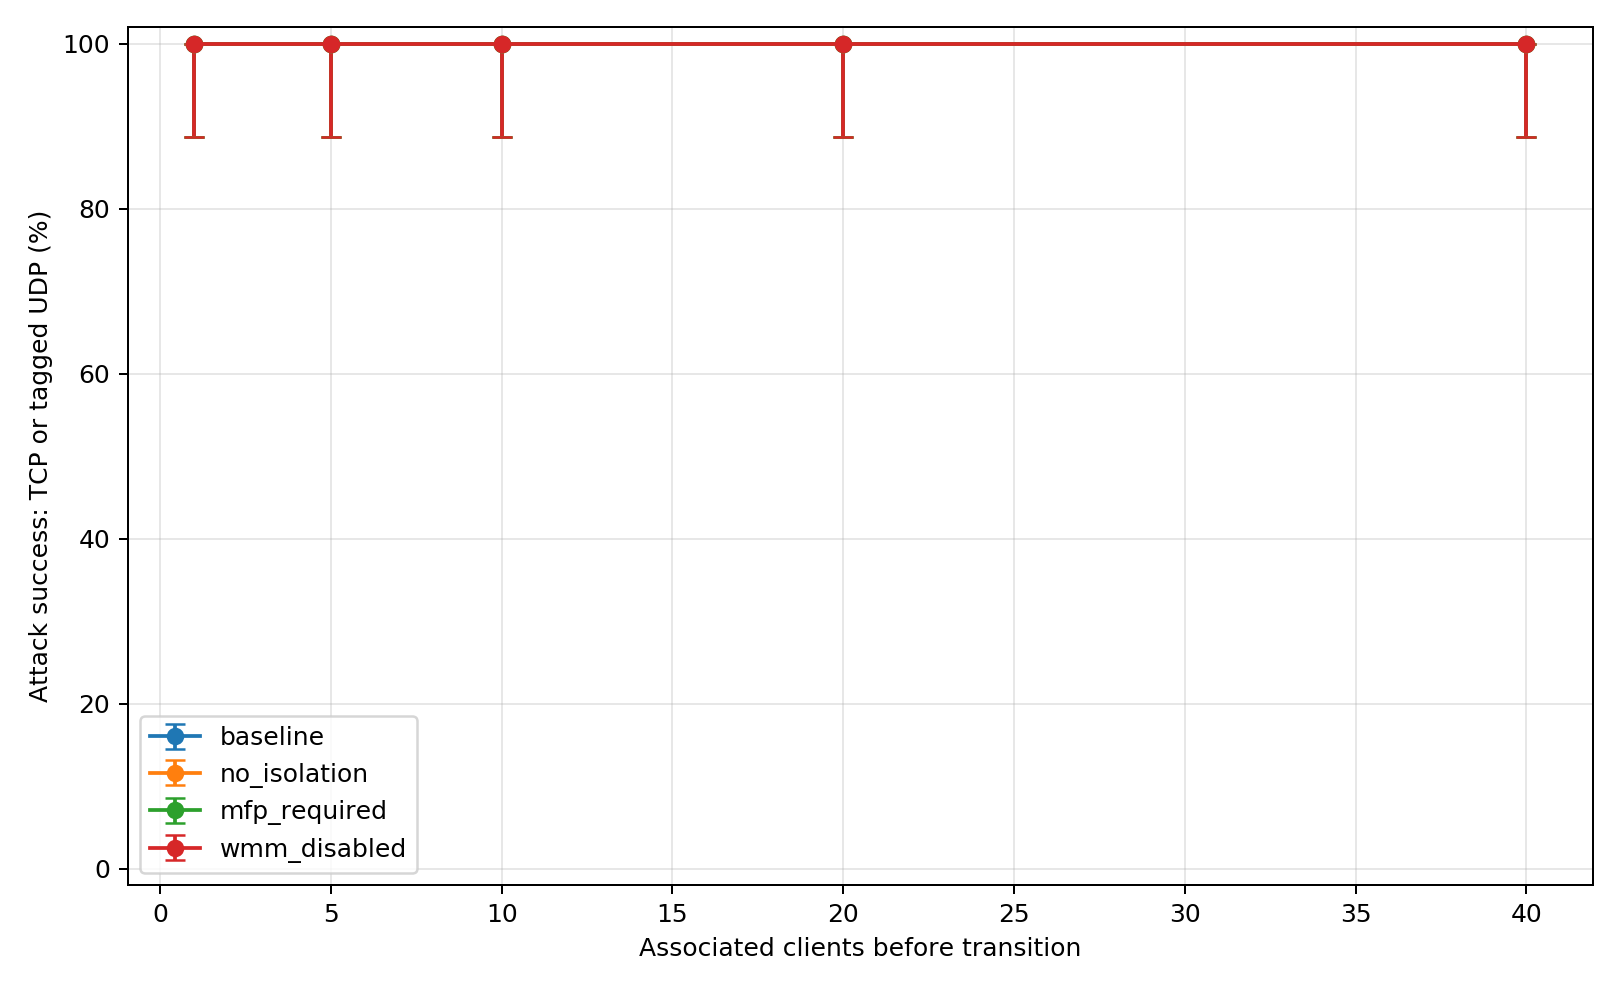 Attack success: TCP or tagged UDP (%)
100
80
60
40
20
0
baseline
no_isolation
mfp_required
wmm_disabled
0 5 10 15 20 25 30 35 40
Associated clients before transition